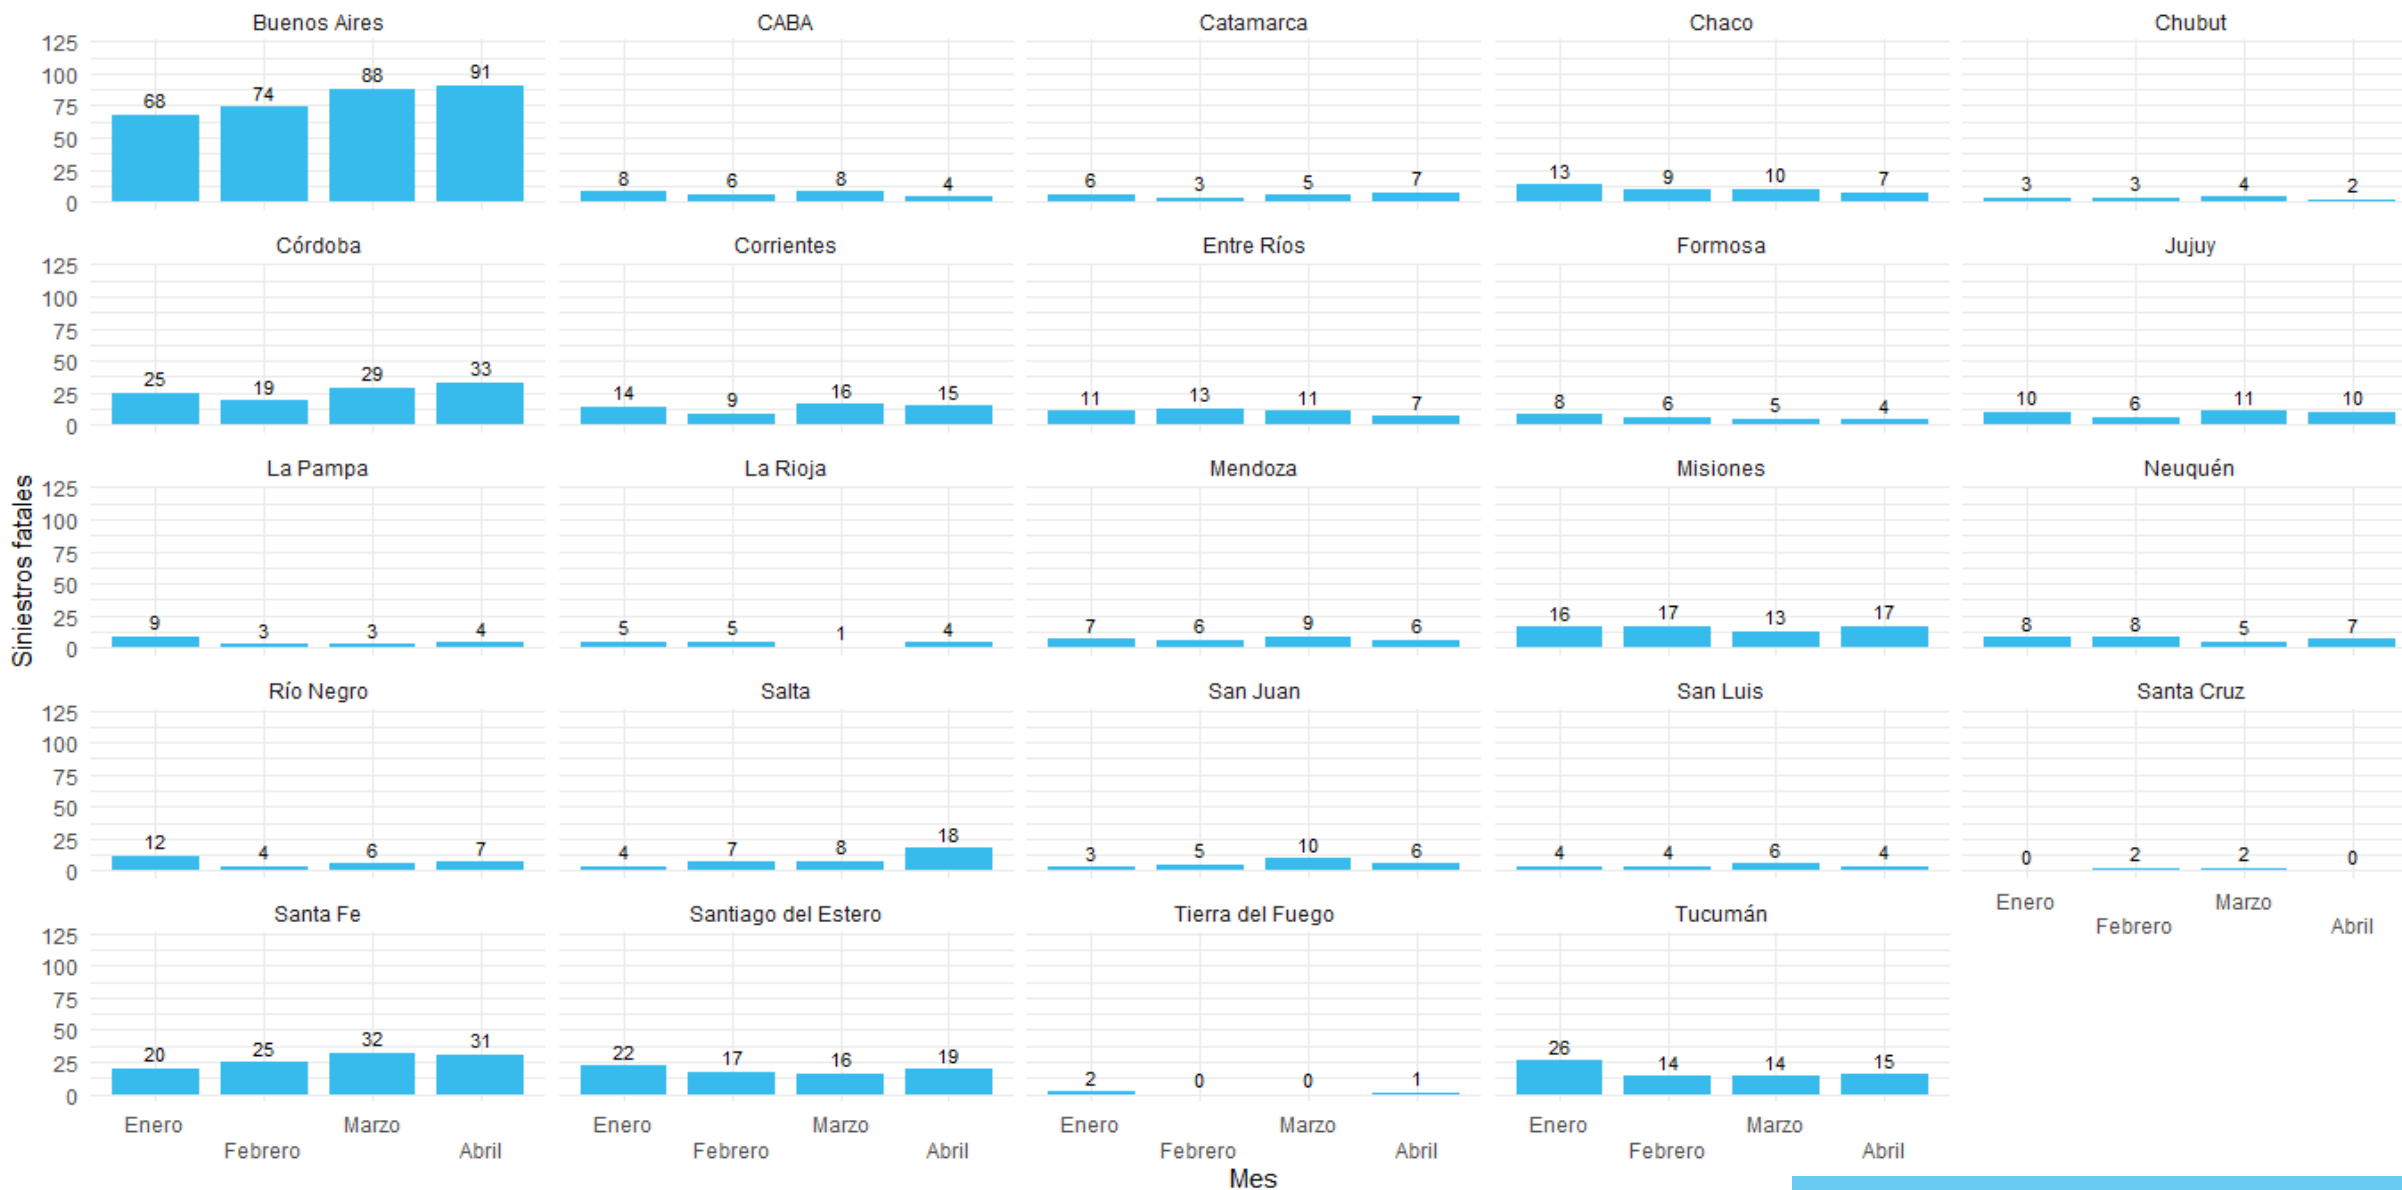 Buenos Aires CABA Catamarca Chaco Chubut
125
100
75
50
25
0
68 74 88 91
8 6 8 4
6 3 5 7
13 9 10 7
3 3 4 2
Córdoba Corrientes Entre Ríos Formosa Jujuy
125
100
75
50
25
0
25 19 29 33
14 9 16 15
11 13 11 7
8 6 5 4
10 6 11 10
La Pampa La Rioja Mendoza Misiones Neuquén
Siniestros fatales
125
100
75
50
25
0
9 3 3 4
5 5 1 4
7 6 9 6
16 17 13 17
8 8 5 7
Río Negro Salta San Juan San Luis Santa Cruz
125
100
75
50
25
0
12 4 6 7
4 7 8 18
3 5 10 6
4 4 6 4
0 2 2 0
Enero Febrero Marzo Abril
Santa Fe Santiago del Estero Tierra del Fuego Tucumán
125
100
75
50
25
0
20 25 32 31
22 17 16 19
2 0 0 1
26 14 14 15
Enero Febrero Marzo Abril
Enero Febrero Marzo Abril
Enero Febrero Marzo Abril
Enero Febrero Marzo Abril
Mes